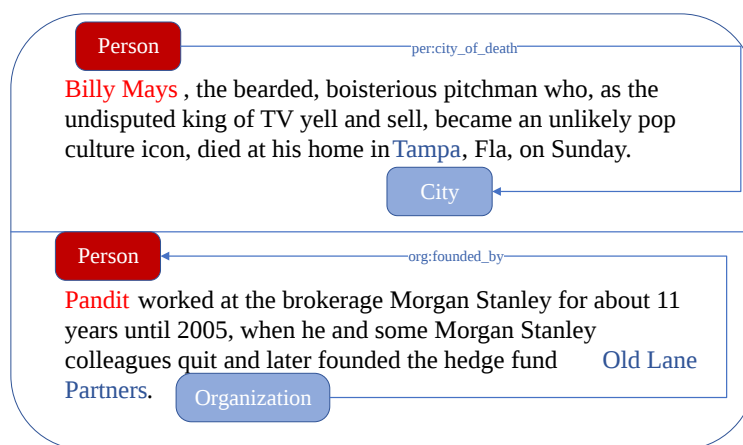 Person
per:city_of_death
Billy Mays , the bearded, boisterious pitchman who, as the
undisputed king of TV yell and sell, became an unlikely pop
culture icon, died at his home in Tampa, Fla, on Sunday.
City
Person
org:founded_by
Pandit worked at the brokerage Morgan Stanley for about 11
years until 2005, when he and some Morgan Stanley
colleagues quit and later founded the hedge fund Old Lane
Partners.
Organization